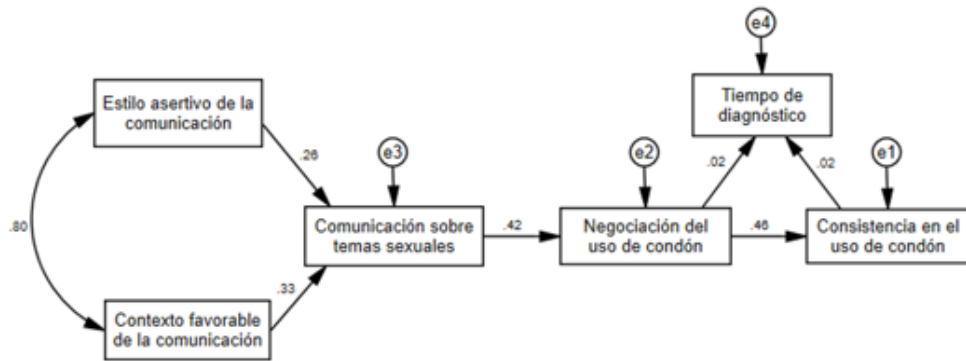 e4
Tiempo de
diagnóstico
Estilo asertivo de la
comunicación
.26
e3
e2
.02
.02
e1
.80
Comunicación sobre
temas sexuales
.42
Negociación del
uso de condón
.46
Consistencia en el
uso de condón
.33
Contexto favorable
de la comunicación